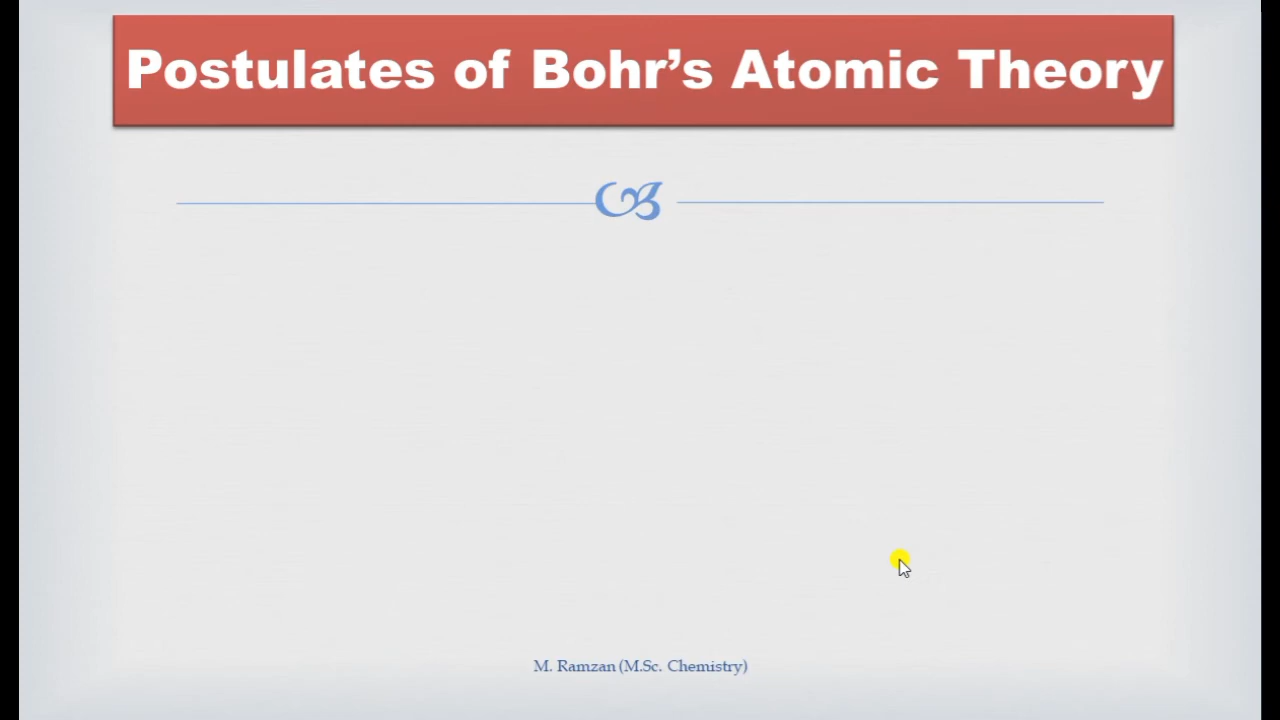 Postulates of Bohr’s Atomic Theory
M. Ramzan (M.Sc. Chemistry)